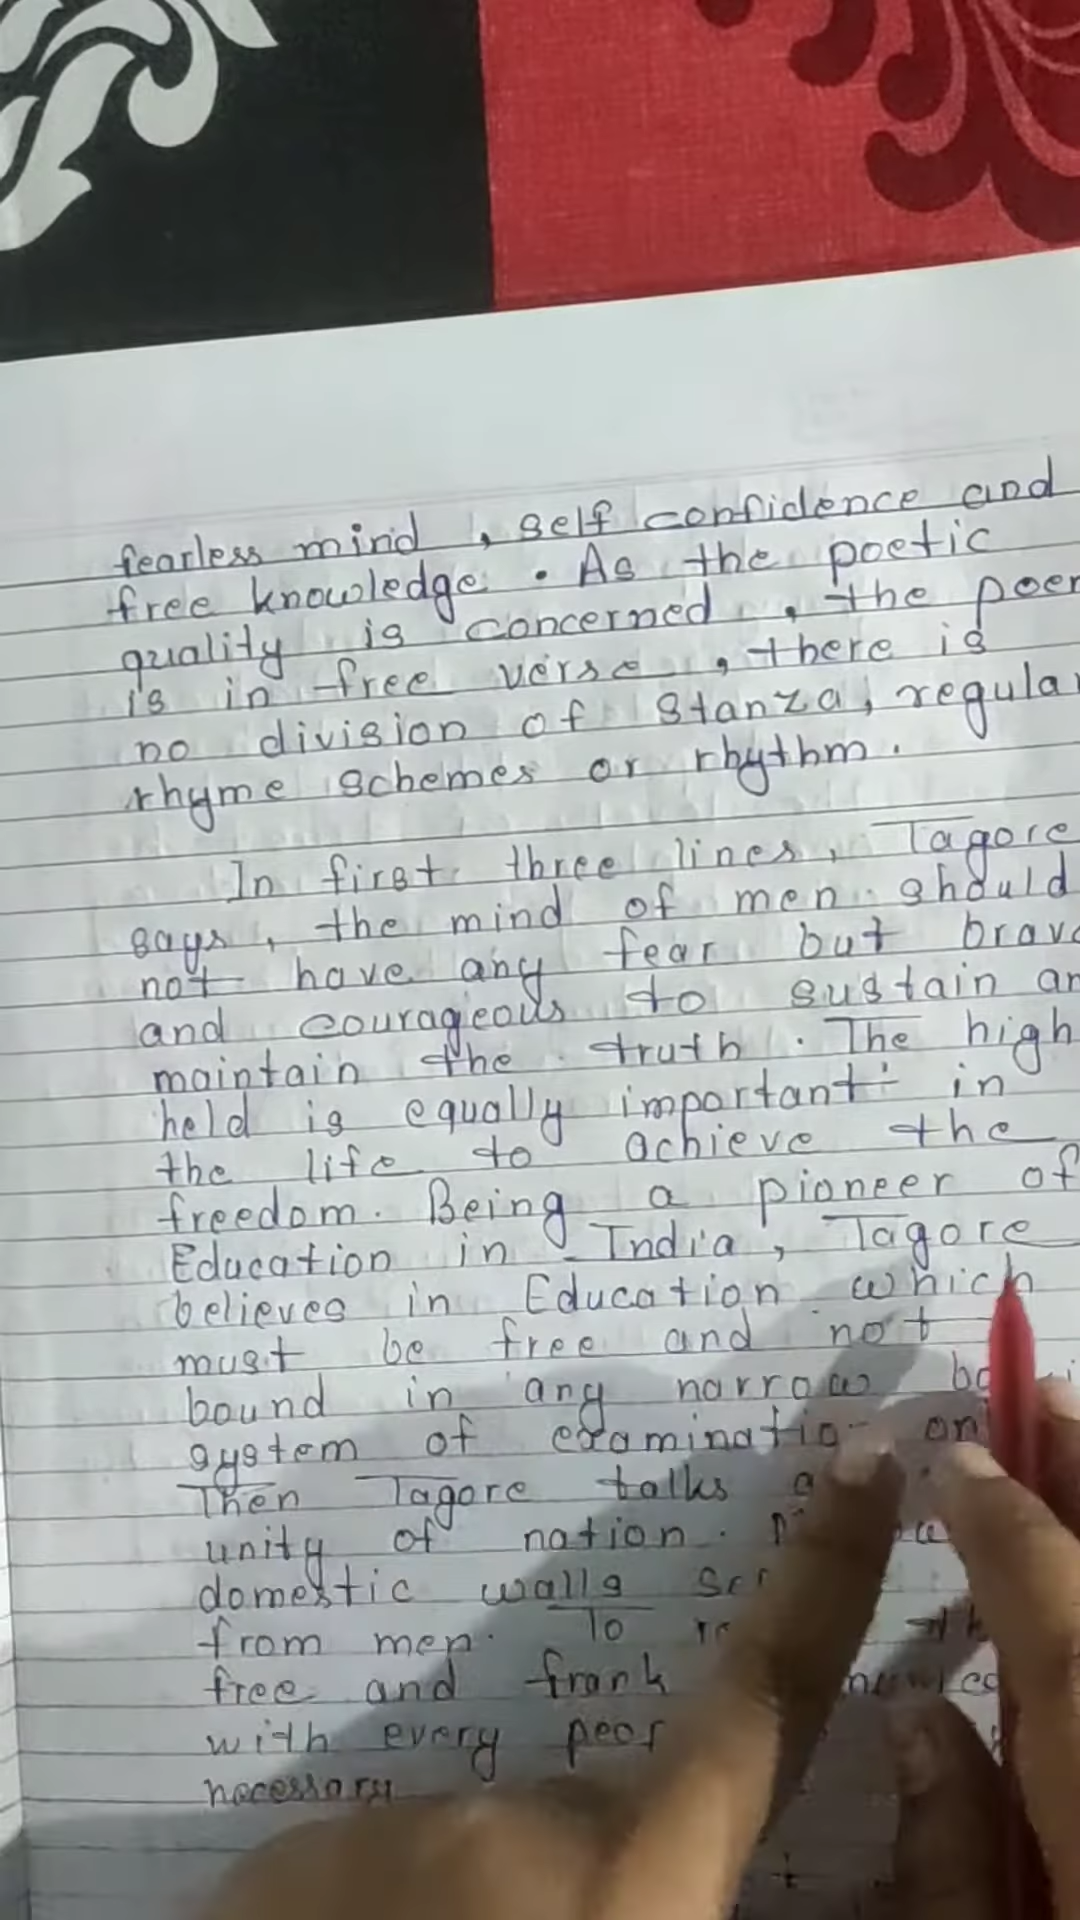 fearless mind, self confidence and
free knowledge. As the poetic
quality is concerned, the
is in free verse, there is
no division of stanza,
rhyme schemes or rhythm.
In first three lines, Tagore
says, the mind of men should
not have any fear but
and courageous to sustain
maintain the truth. The high
held is equally important in
the life to achieve the
freedom. Being a pioneer of
Education in India, Tagore
believes in Education which
must be free and not
bound in any narrow
system of
Then Tagore talks
unity of nation.
domestic walls
from men. To
free and frank
with every
necessary